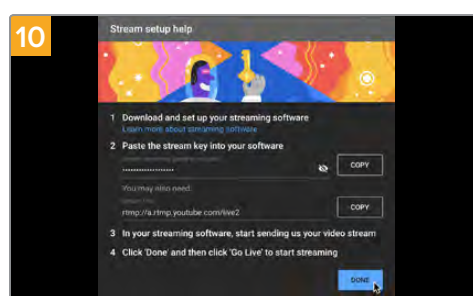 10
Stream setup help
1 Download and set up your streaming software
Learn more about streaming software
2 Paste the stream key into your software
COPY
You may also need:
rtmp://a.rtmp.youtube.com/live2
COPY
3 In your streaming software, start sending us your video stream
4 Click 'Done' and then click 'Go Live' to start streaming
DONE